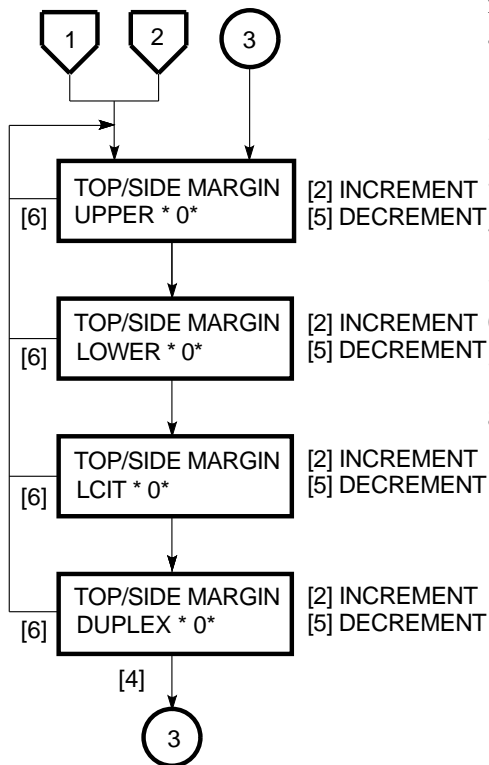 1
2
3
TOP/SIDE MARGIN
UPPER * 0*
[2] INCREMENT
[5] DECREMENT
[6]
TOP/SIDE MARGIN
LOWER * 0*
[2] INCREMENT
[5] DECREMENT
[6]
TOP/SIDE MARGIN
LCIT * 0*
[2] INCREMENT
[5] DECREMENT
[6]
TOP/SIDE MARGIN
DUPLEX * 0*
[2] INCREMENT
[5] DECREMENT
[6]
[4]
3